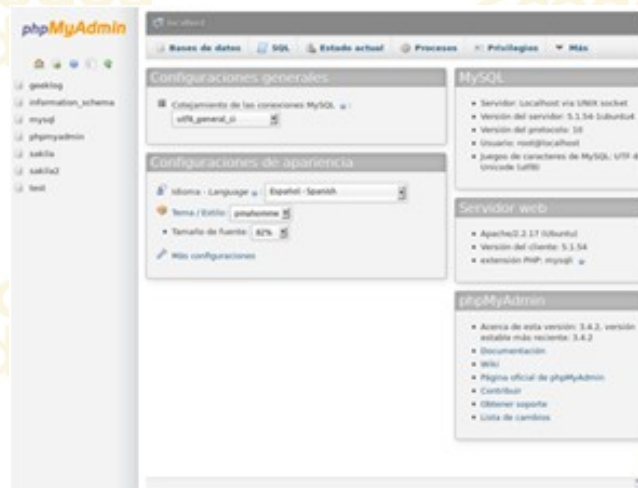 phpMyAdmin
geeklog
information_schema
mysql
phpmyadmin
sakila
sakila2
test
localhost
Bases de datos
SQL
Estado actual
Procesos
Privilegios
Más
Configuraciones generales
Cotejamiento de las conexiones MySQL
utf8_general_ci
Configuraciones de apariencia
Idioma - Language
Español - Spanish
Tema / Estilo:
pmahomme
Tamaño de fuente:
82%
Más configuraciones
MySQL
Servidor: Localhost via UNIX socket
Versión del servidor: 5.1.54-1ubuntu4
Versión del protocolo: 10
Usuario: root@localhost
Juegos de caracteres de MySQL: UTF-8
Unicode (utf8)
Servidor web
Apache/2.2.17 (Ubuntu)
Versión del cliente: 5.1.54
extensión PHP: mysqli
phpMyAdmin
Acerca de esta versión: 3.4.2, versión
estable más reciente: 3.4.2
Documentación
Wiki
Página oficial de phpMyAdmin
Contribuir
Obtener soporte
Lista de cambios